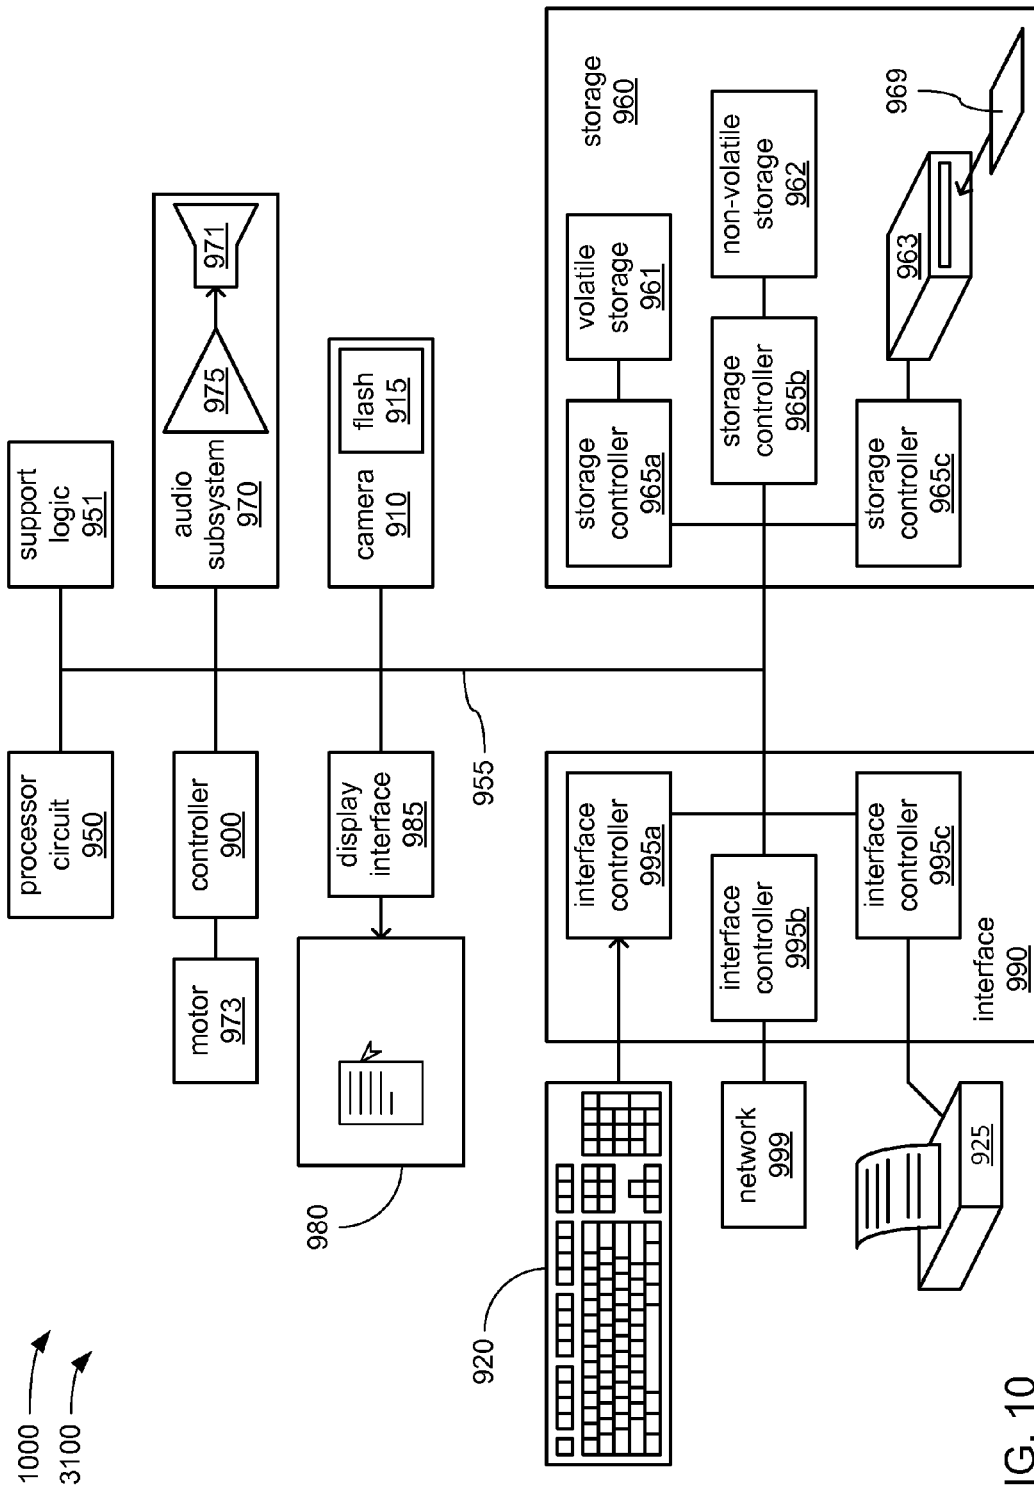 1000
3100
processor
circuit
950
support
logic
951
motor
973
controller
900
audio
subsystem
970
975
971
980
display
interface
985
camera
910
flash
915
955
920
interface
controller
995a
storage
controller
965a
volatile
storage
961
storage
960
network
999
interface
controller
995b
storage
controller
965b
non-volatile
storage
962
925
interface
controller
995c
interface
990
storage
controller
965c
963
969
IG. 10